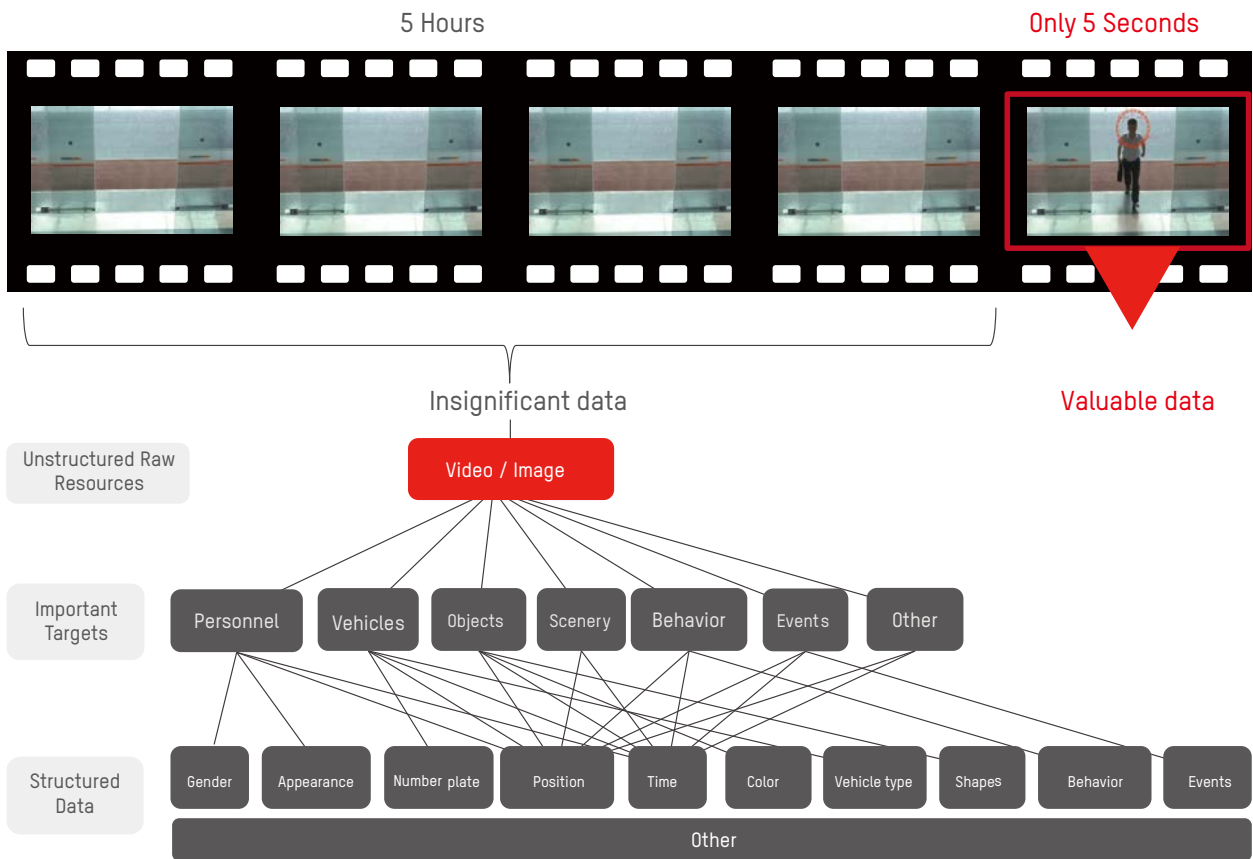 5 Hours
Only 5 Seconds
Insignificant data
Valuable data
Unstructured Raw
Resources
Video / Image
Important
Targets
Personnel
Vehicles
Objects
Scenery
Behavior
Events
Other
Structured
Data
Gender
Appearance
Number plate
Position
Time
Color
Vehicle type
Shapes
Behavior
Events
Other